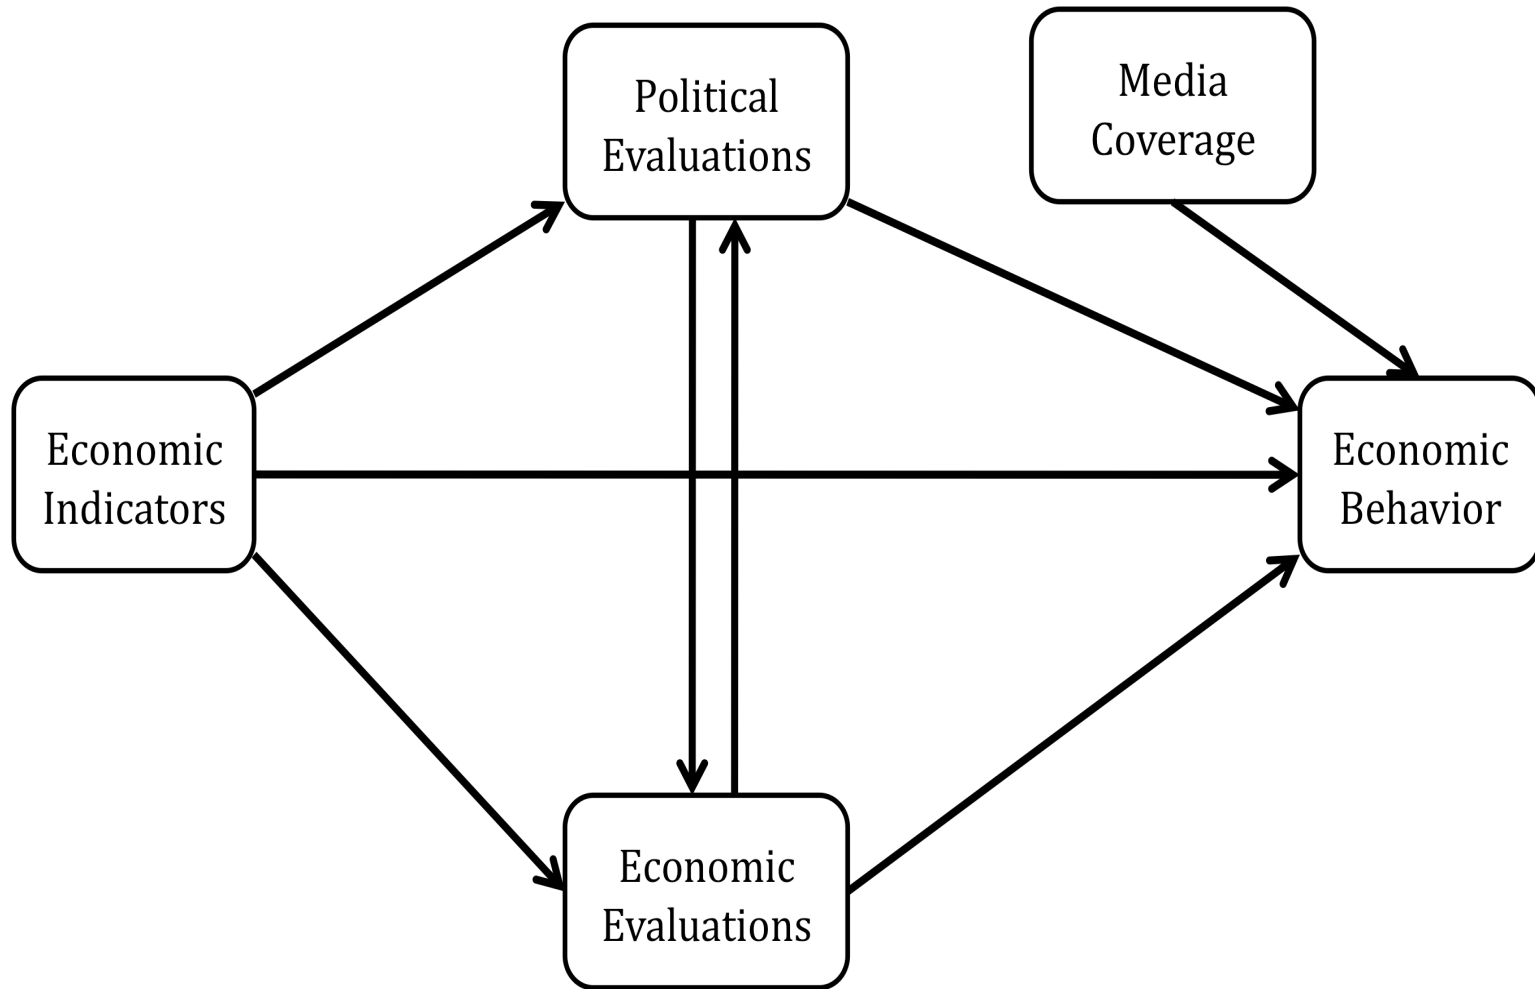 Political
Evaluations
Media
Coverage
Economic
Indicators
Economic
Behavior
Economic
Evaluations